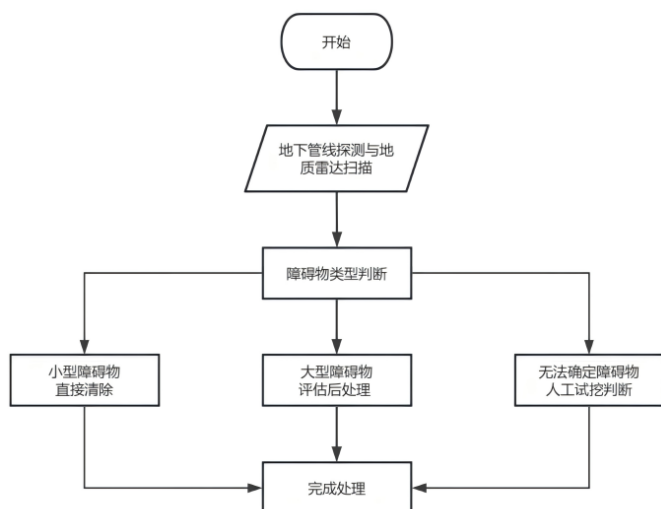 开始
地下管线探测与地
质雷达扫描
障碍物类型判断
小型障碍物
直接清除
大型障碍物
评估后处理
无法确定障碍物
人工试挖判断
完成处理